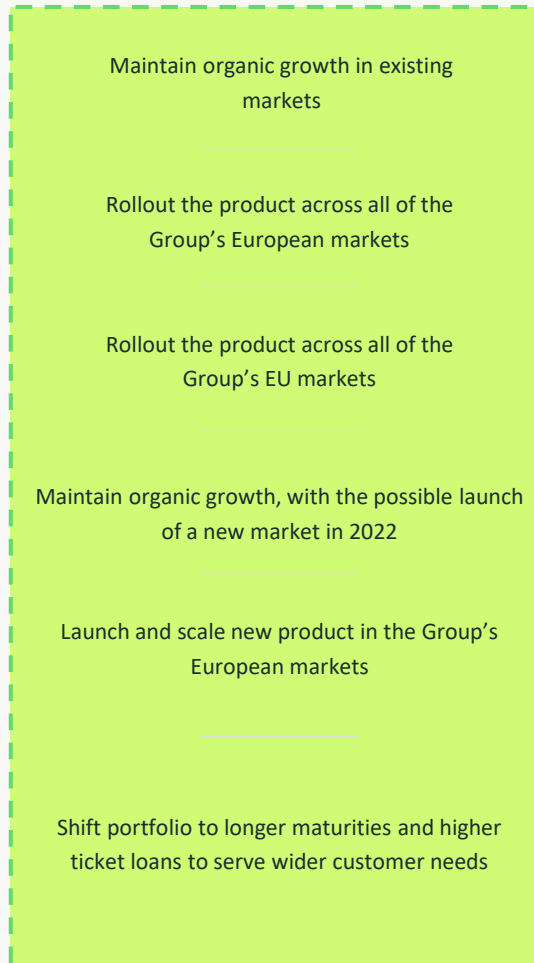 Maintain organic growth in existing
markets
Rollout the product across all of the
Group’s European markets
Rollout the product across all of the
Group’s EU markets
Maintain organic growth, with the possible launch
of a new market in 2022
Launch and scale new product in the Group’s
European markets
Shift portfolio to longer maturities and higher
ticket loans to serve wider customer needs